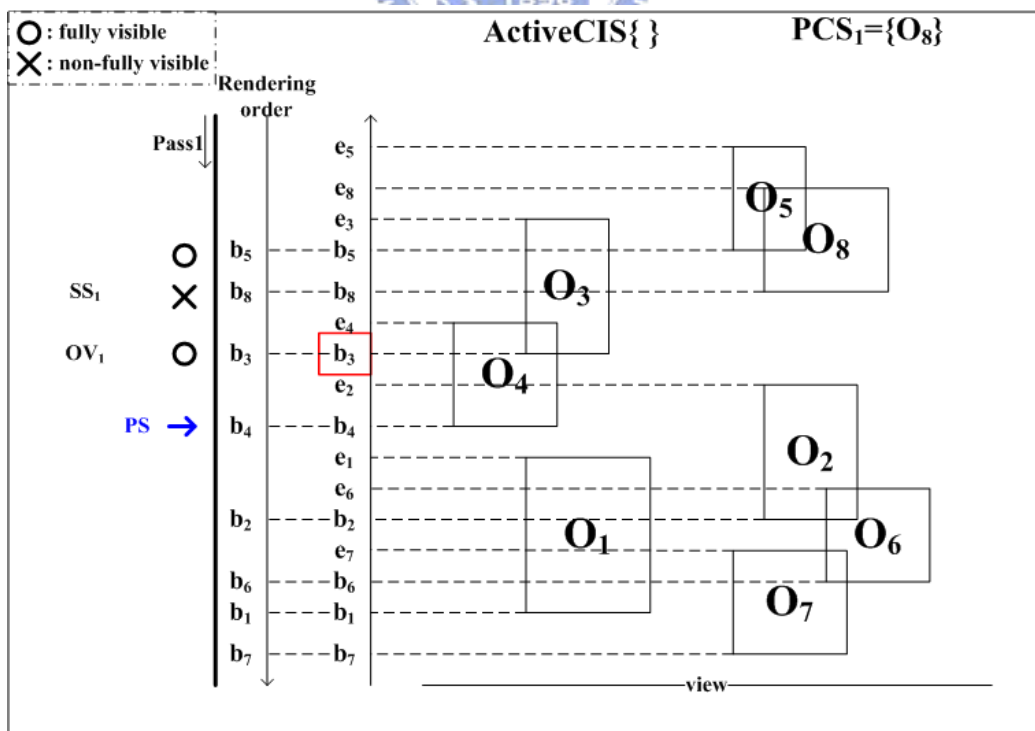 ○ : fully visible
✕ : non-fully visible
ActiveCIS{ }
PCS₁={O₈}
Rendering
order
Pass1
e₅
e₈
e₃
b₅
b₅
SS₁
b₈
b₈
e₄
OV₁
b₃
b₃
e₂
PS
b₄
b₄
e₁
e₆
b₂
b₂
e₇
b₆
b₆
b₁
b₁
b₇
b₇
O₅
O₈
O₃
O₄
O₂
O₁
O₆
O₇
view